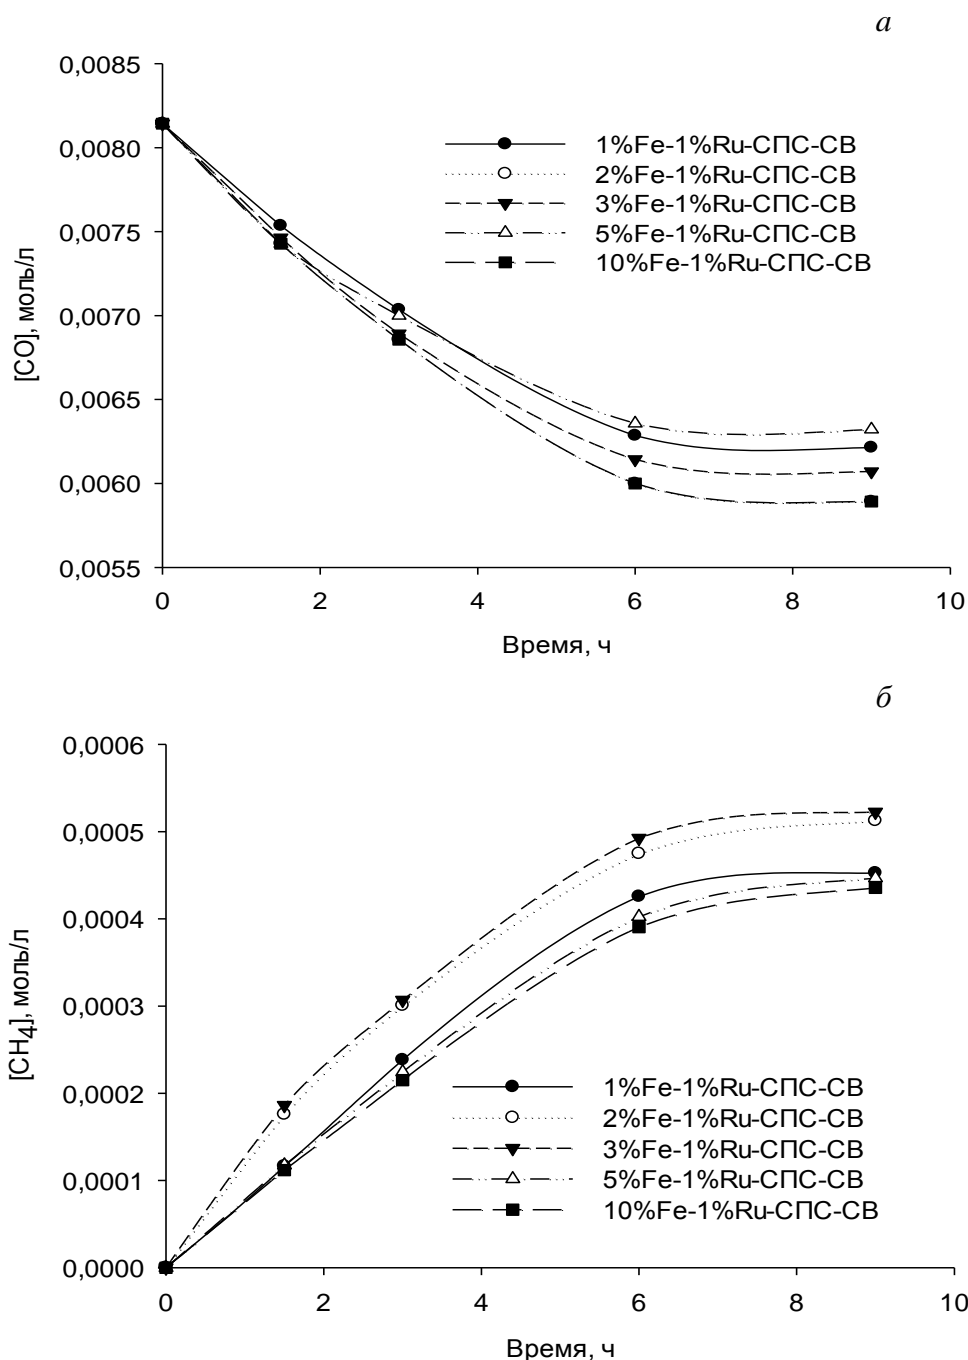 а
0,0085
0,0080
0,0075
0,0070
0,0065
0,0060
0,0055
[CO], моль/л
1%Fe-1%Ru-СПС-СВ
2%Fe-1%Ru-СПС-СВ
3%Fe-1%Ru-СПС-СВ
5%Fe-1%Ru-СПС-СВ
10%Fe-1%Ru-СПС-СВ
0 2 4 6 8 10
Время, ч
б
0,0006
0,0005
0,0004
0,0003
0,0002
0,0001
0,0000
[CH4], моль/л
1%Fe-1%Ru-СПС-СВ
2%Fe-1%Ru-СПС-СВ
3%Fe-1%Ru-СПС-СВ
5%Fe-1%Ru-СПС-СВ
10%Fe-1%Ru-СПС-СВ
0 2 4 6 8 10
Время, ч